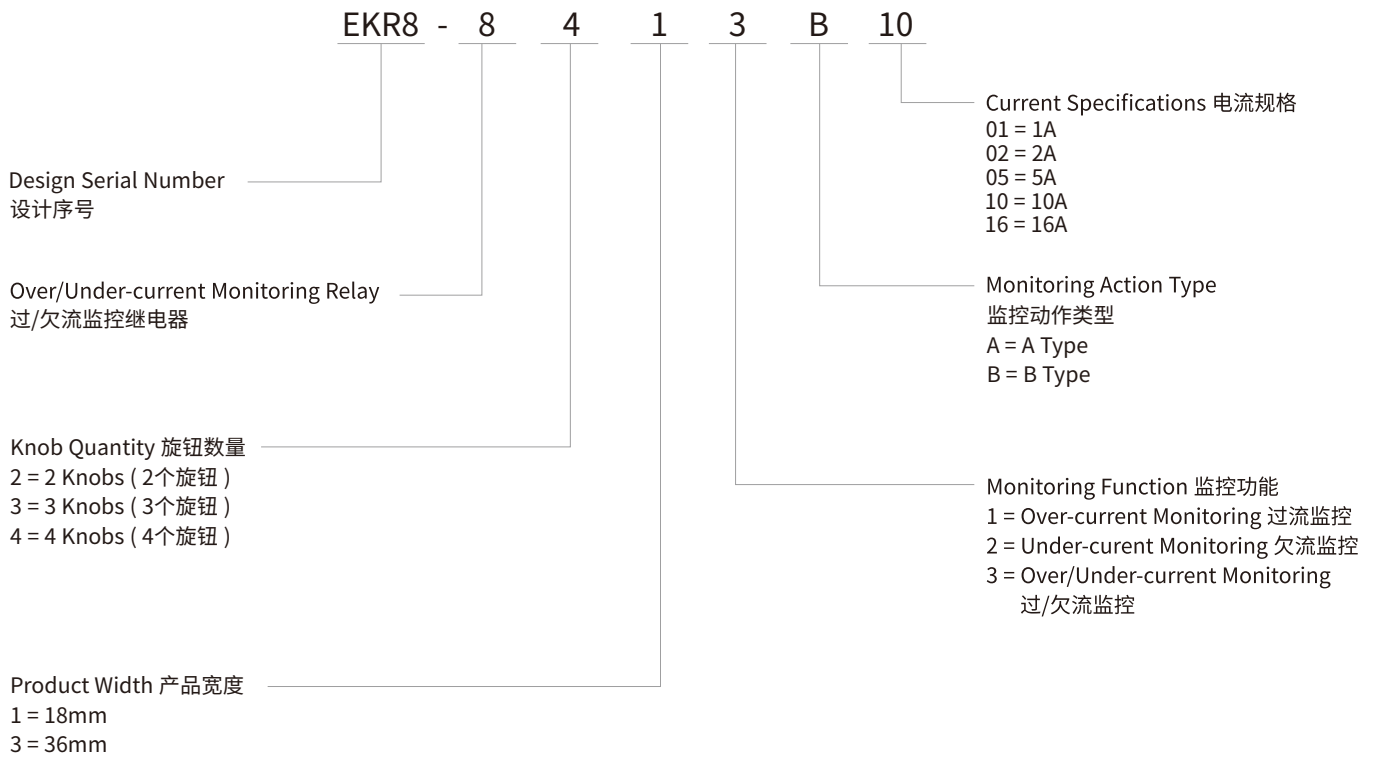 EKR8 - 8 4 1 3 B 10
Design Serial Number
设计序号
Over/Under-current Monitoring Relay
过/欠流监控继电器
Knob Quantity 旋钮数量
2 = 2 Knobs ( 2个旋钮 )
3 = 3 Knobs ( 3个旋钮 )
4 = 4 Knobs ( 4个旋钮 )
Product Width 产品宽度
1 = 18mm
3 = 36mm
Current Specifications 电流规格
01 = 1A
02 = 2A
05 = 5A
10 = 10A
16 = 16A
Monitoring Action Type
监控动作类型
A = A Type
B = B Type
Monitoring Function 监控功能
1 = Over-current Monitoring 过流监控
2 = Under-curent Monitoring 欠流监控
3 = Over/Under-current Monitoring
过/欠流监控